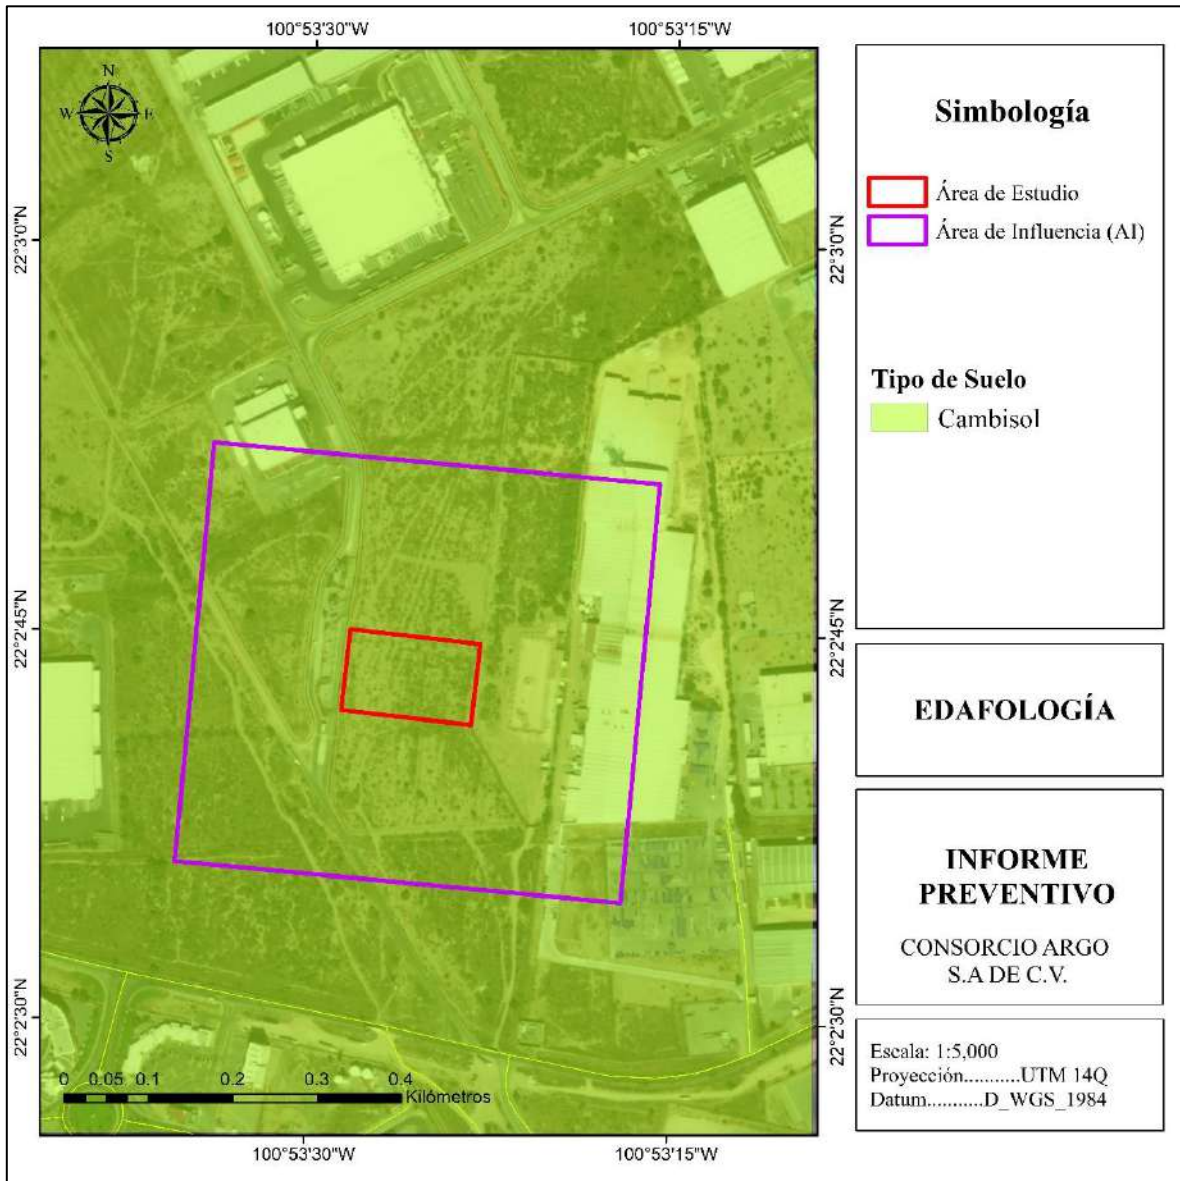 100°53'30"W
100°53'15"W
N
W
E
S
22°3'0"N
22°3'0"N
22°2'45"N
22°2'45"N
22°2'30"N
22°2'30"N
0 0.05 0.1 0.2 0.3 0.4
Kilómetros
100°53'30"W
100°53'15"W
Simbología
Área de Estudio
Área de Influencia (AI)
Tipo de Suelo
Cambisol
EDAFOLOGÍA
INFORME
PREVENTIVO
CONSORCIO ARGO
S.A DE C.V.
Escala: 1:5,000
Proyección..........UTM 14Q
Datum...........D_WGS_1984